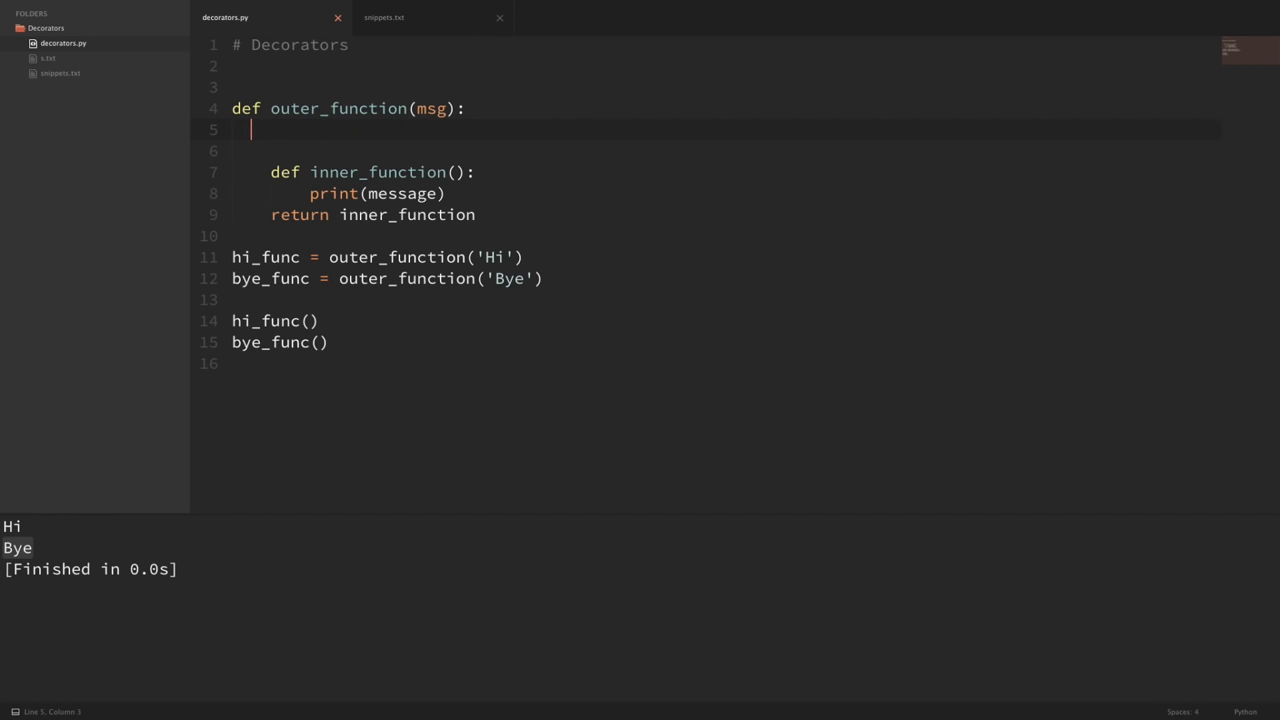 FOLDERS
Decorators
decorators.py
s.txt
snippets.txt
decorators.py
snippets.txt
1 # Decorators
2
3
4 def outer_function(msg):
5
6
7 def inner_function():
8 print(message)
9 return inner_function
10
11 hi_func = outer_function('Hi')
12 bye_func = outer_function('Bye')
13
14 hi_func()
15 bye_func()
16
Hi
Bye
[Finished in 0.0s]
Line 5, Column 3
Spaces: 4
Python